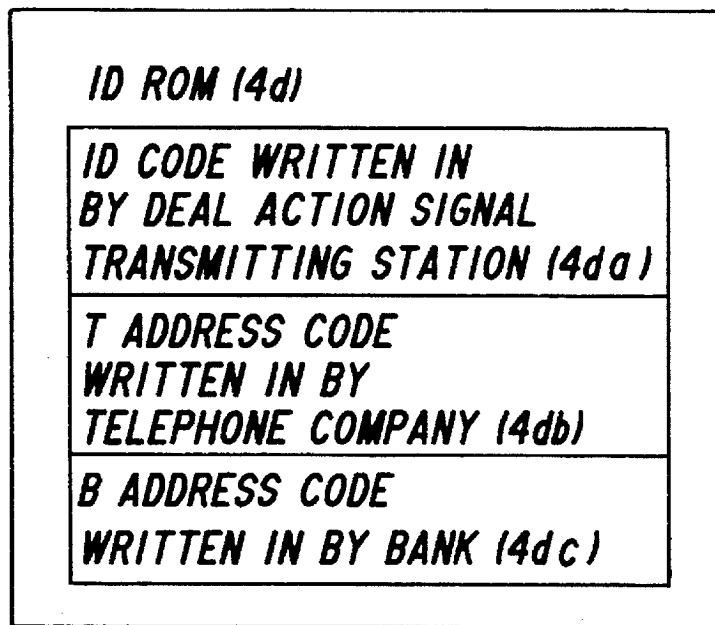 ID ROM (4d)
ID CODE WRITTEN IN
BY DEAL ACTION SIGNAL
TRANSMITTING STATION (4da)
T ADDRESS CODE
WRITTEN IN BY
TELEPHONE COMPANY (4db)
B ADDRESS CODE
WRITTEN IN BY BANK (4dc)